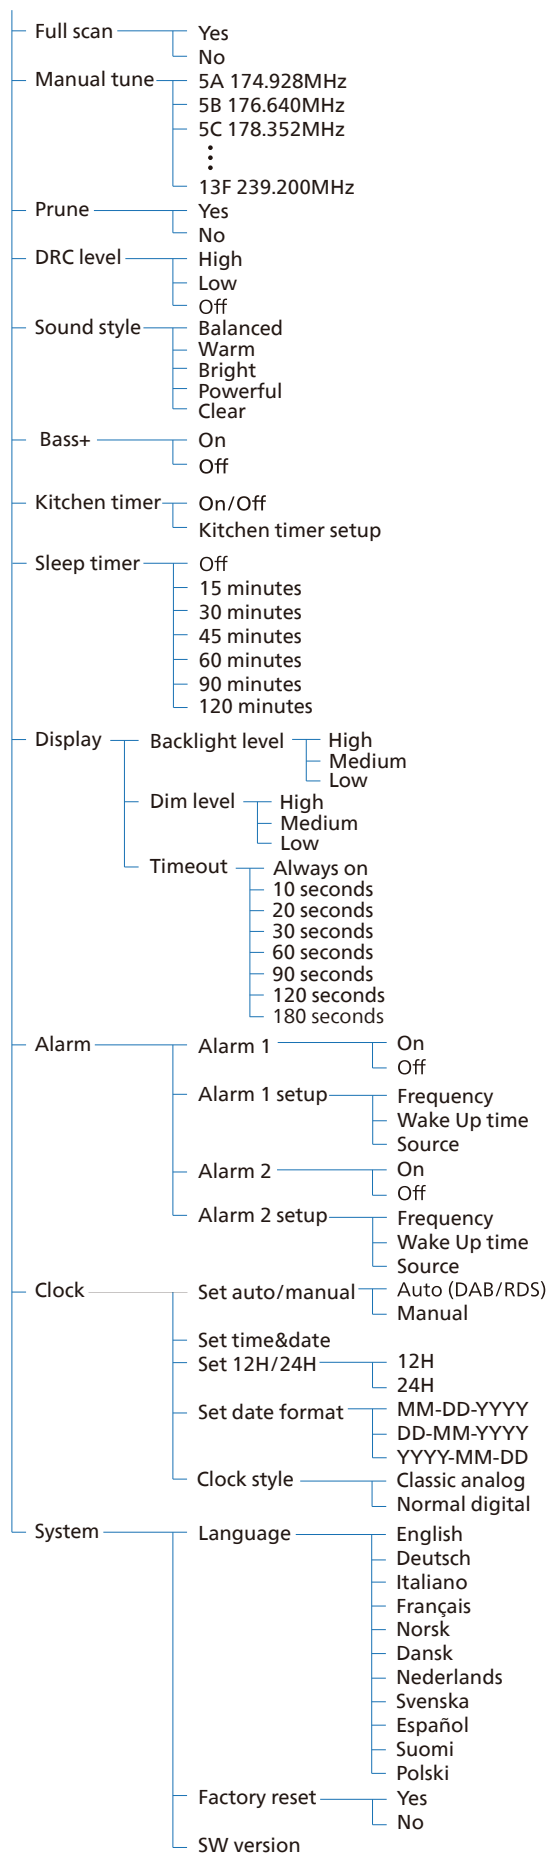 Full scan
Yes
No
Manual tune
5A 174.928MHz
5B 176.640MHz
5C 178.352MHz
13F 239.200MHz
Prune
Yes
No
DRC level
High
Low
Off
Sound style
Balanced
Warm
Bright
Powerful
Clear
Bass+
On
Off
Kitchen timer
On/Off
Kitchen timer setup
Sleep timer
Off
15 minutes
30 minutes
45 minutes
60 minutes
90 minutes
120 minutes
Display
Backlight level
High
Medium
Low
Dim level
High
Medium
Low
Timeout
Always on
10 seconds
20 seconds
30 seconds
60 seconds
90 seconds
120 seconds
180 seconds
Alarm
Alarm 1
On
Off
Alarm 1 setup
Frequency
Wake Up time
Source
Alarm 2
On
Off
Alarm 2 setup
Frequency
Wake Up time
Source
Clock
Set auto/manual
Auto (DAB/RDS)
Manual
Set time&date
Set 12H/24H
12H
24H
Set date format
MM-DD-YYYY
DD-MM-YYYY
YYYY-MM-DD
Clock style
Classic analog
Normal digital
System
Language
English
Deutsch
Italiano
Français
Norsk
Dansk
Nederlands
Svenska
Español
Suomi
Polski
Factory reset
Yes
No
SW version